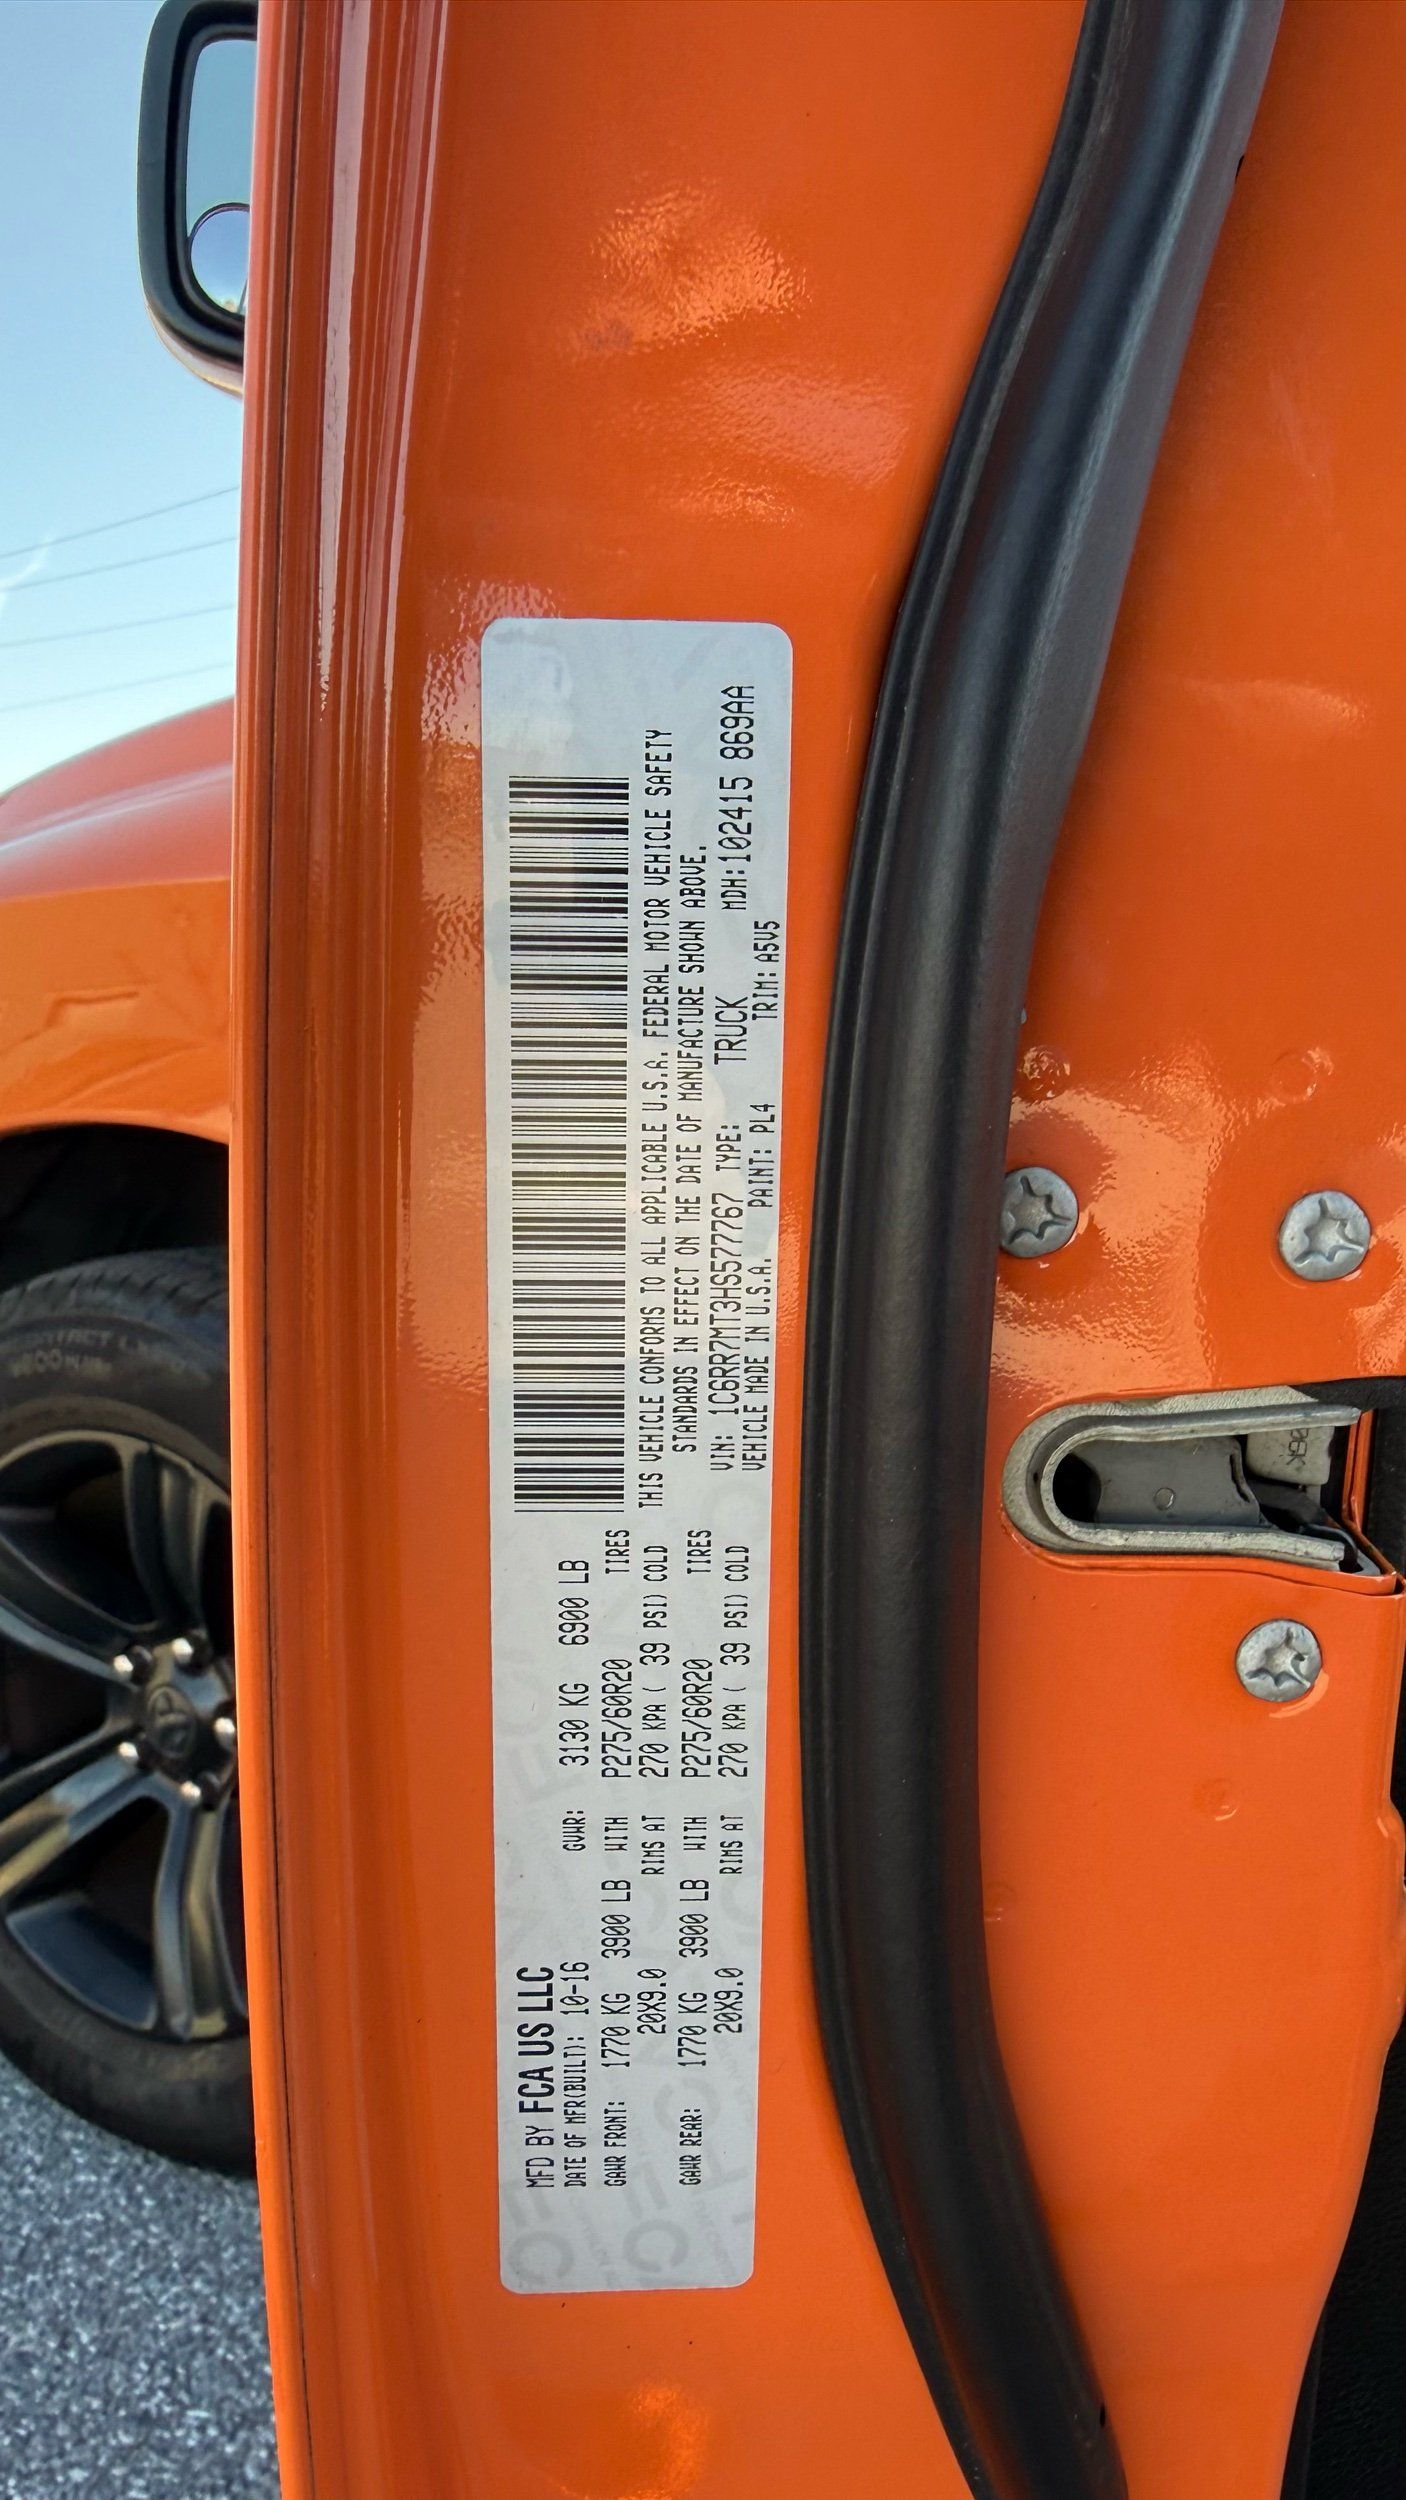 MFD BY FCA US LLC
DATE OF MFR(BUILT): 10-16 GVWR: 3130 KG 6900 LB
GAWR FRONT: 1770 KG 3900 LB WITH P275/60R20 TIRES
20X9.0 RIMS AT 270 KPA ( 39 PSI) COLD
GAWR REAR: 1770 KG 3900 LB WITH P275/60R20 TIRES
20X9.0 RIMS AT 270 KPA ( 39 PSI) COLD
THIS VEHICLE CONFORMS TO ALL APPLICABLE U.S.A. FEDERAL MOTOR VEHICLE SAFETY
STANDARDS IN EFFECT ON THE DATE OF MANUFACTURE SHOWN ABOVE.
VIN: 1C6RR7MT3HS577767 TYPE: TRUCK MDH:102415 869AA
VEHICLE MADE IN U.S.A. PAINT: PL4 TRIM: A5V5